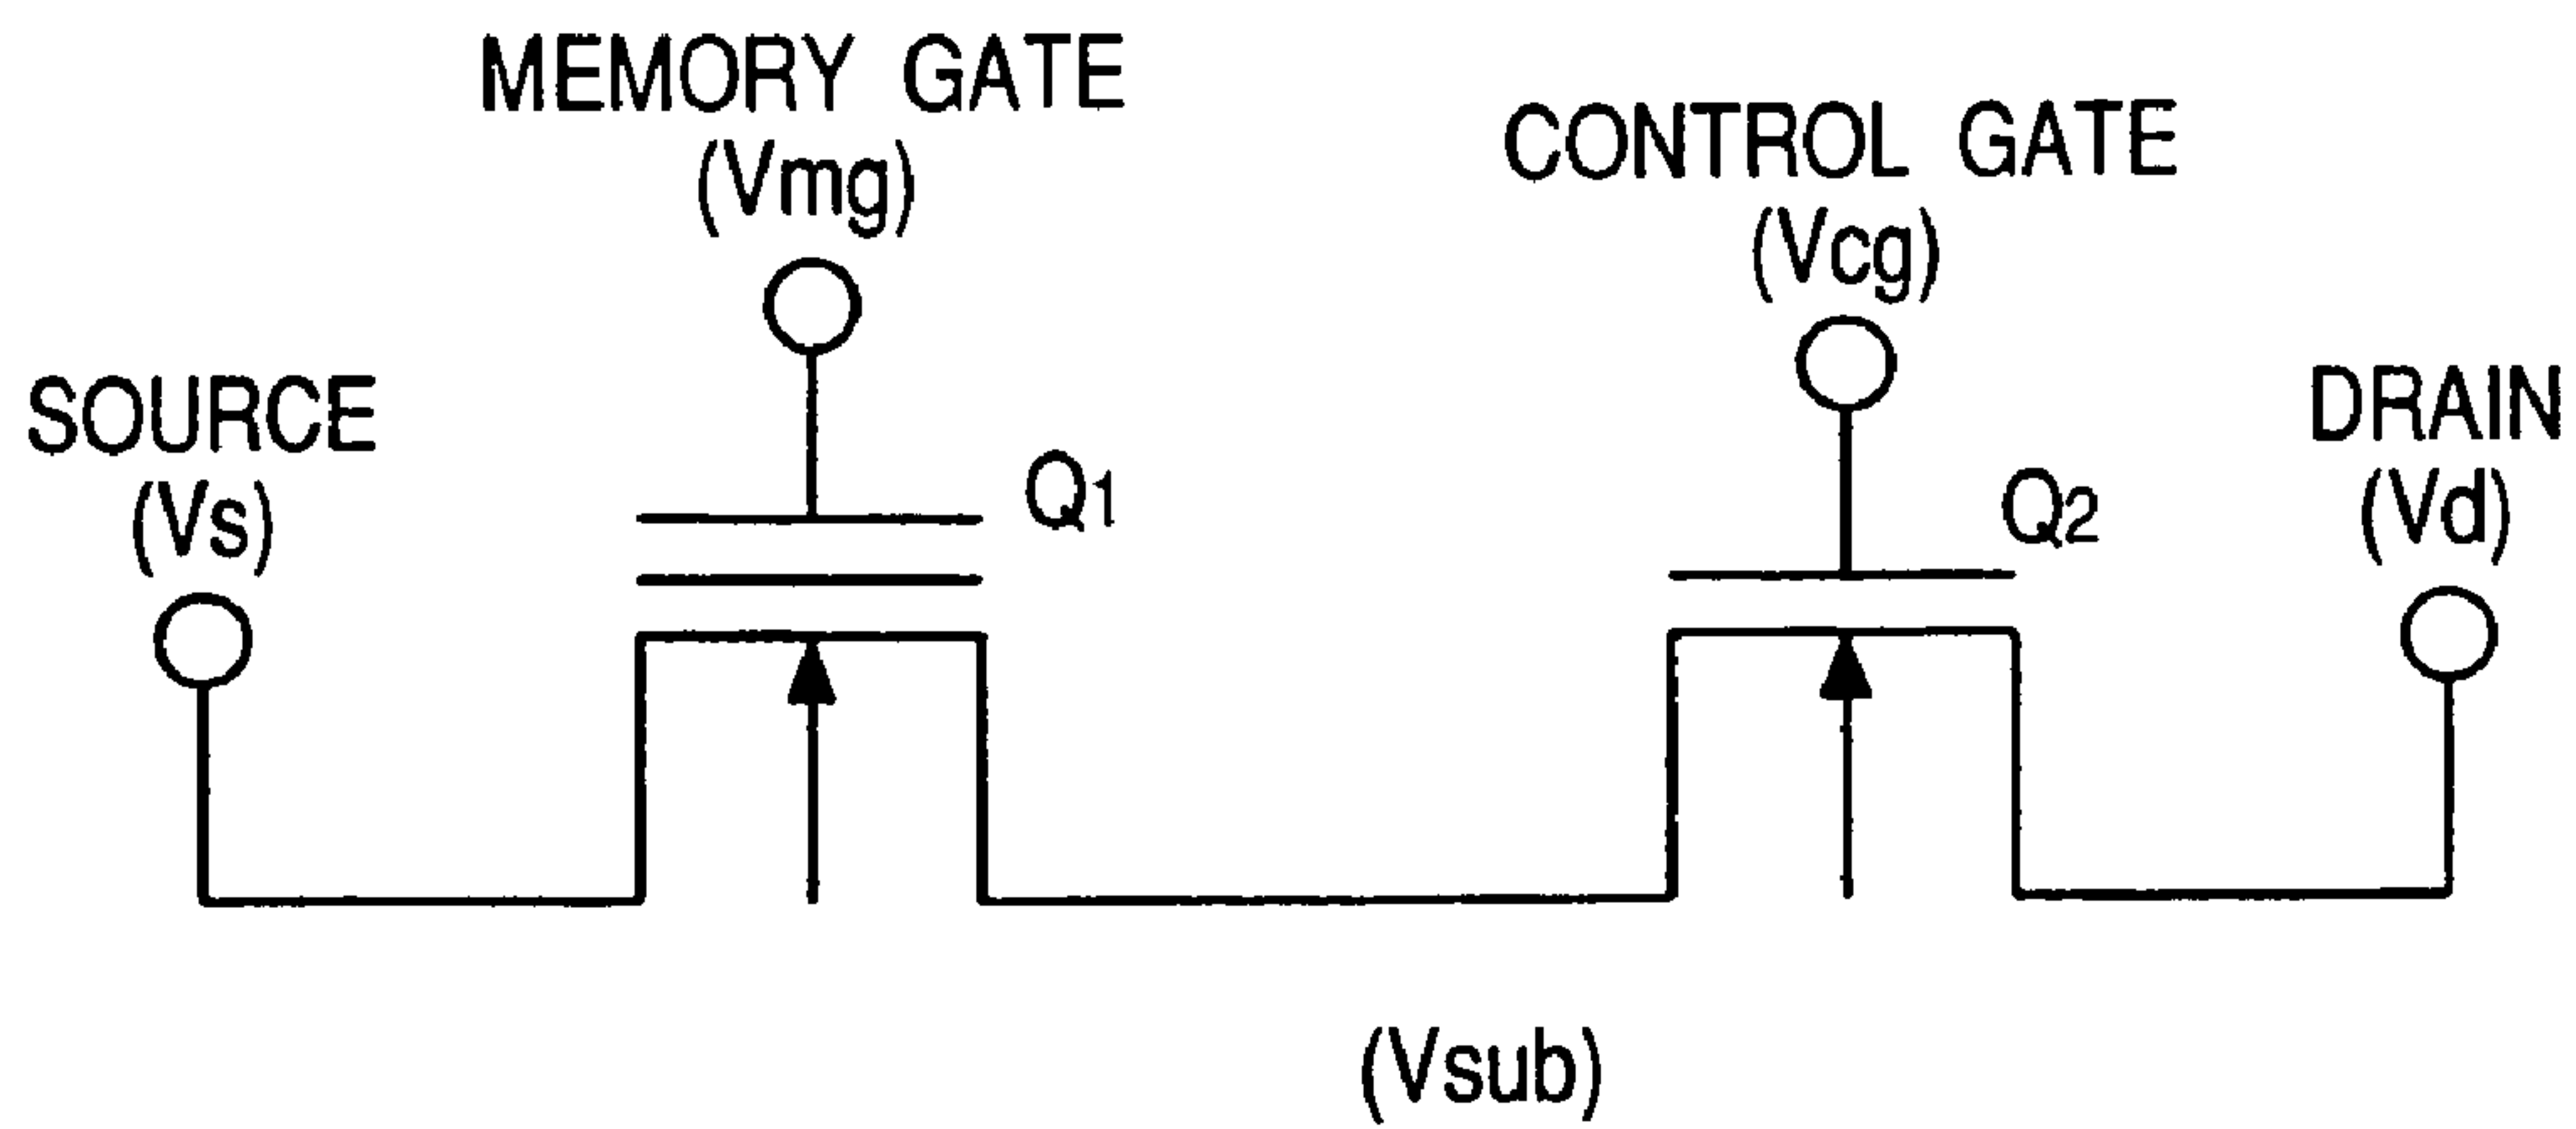 MEMORY GATE
(Vmg)
CONTROL GATE
(Vcg)
SOURCE
(Vs)
Q1
Q2
DRAIN
(Vd)
(Vsub)